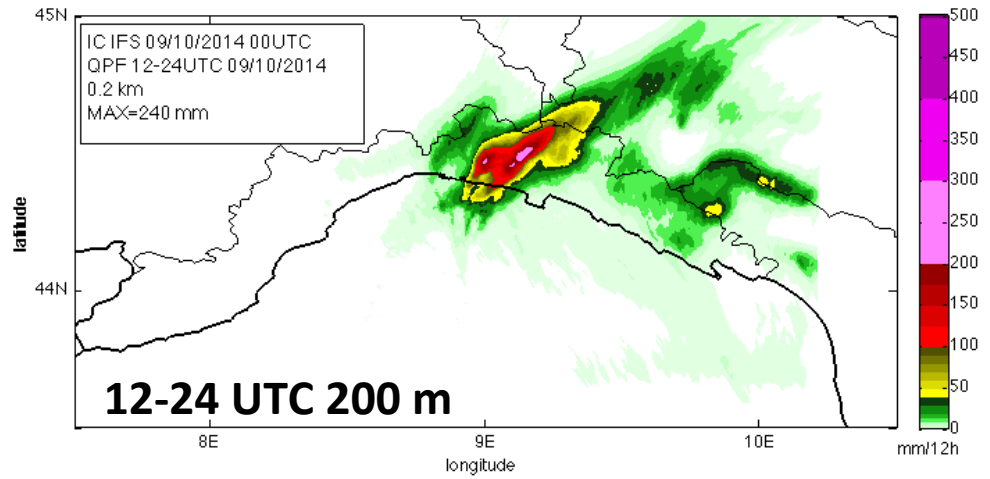 45N
IC IFS 09/10/2014 00UTC
QPF 12-24UTC 09/10/2014
0.2 km
MAX=240 mm
latitude
44N
12-24 UTC 200 m
8E
9E
10E
longitude
500
450
400
350
300
250
200
150
100
50
0
mm/12h